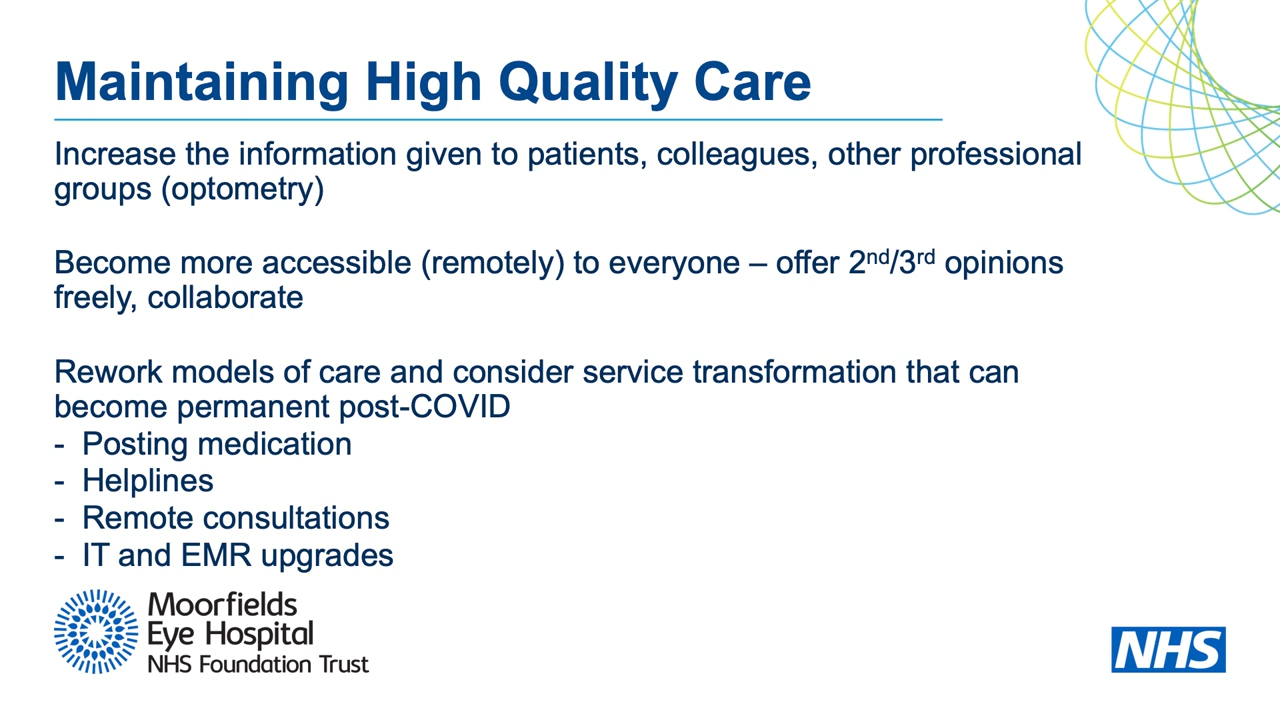 Maintaining High Quality Care
Increase the information given to patients, colleagues, other professional
groups (optometry)
Become more accessible (remotely) to everyone – offer 2nd/3rd opinions
freely, collaborate
Rework models of care and consider service transformation that can
become permanent post-COVID
- Posting medication
- Helplines
- Remote consultations
- IT and EMR upgrades
Moorfields
Eye Hospital
NHS Foundation Trust
NHS